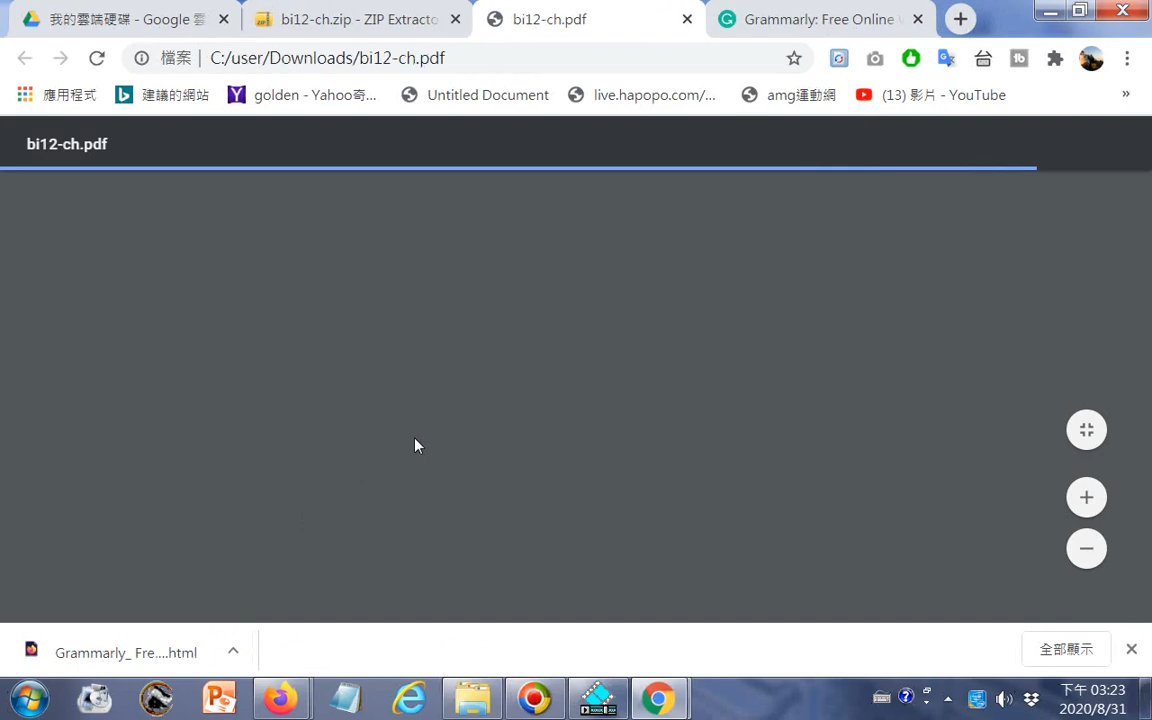 我的雲端硬碟 - Google 雲
bi12-ch.zip - ZIP Extracto
bi12-ch.pdf
Grammarly: Free Online
檔案 | C:/user/Downloads/bi12-ch.pdf
應用程式
建議的網站
golden - Yahoo奇...
Untitled Document
live.hapopo.com/...
amg運動網
(13) 影片 - YouTube
»
bi12-ch.pdf
Grammarly_ Fre....html
全部顯示
下午 03:23
2020/8/31